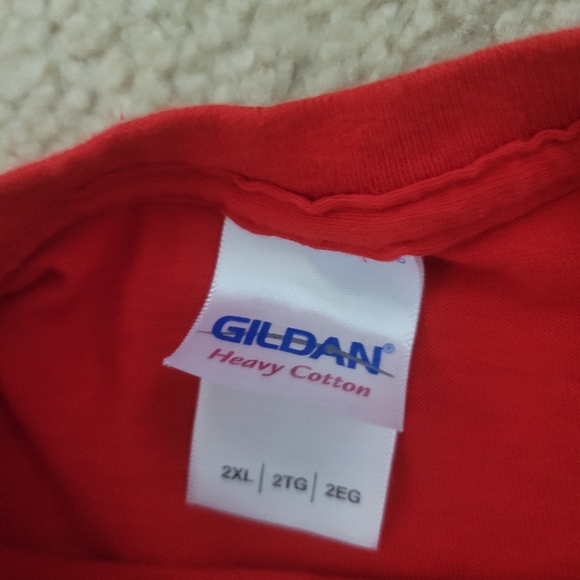 GILDAN®
Heavy Cotton
2XL | 2TG | 2EG